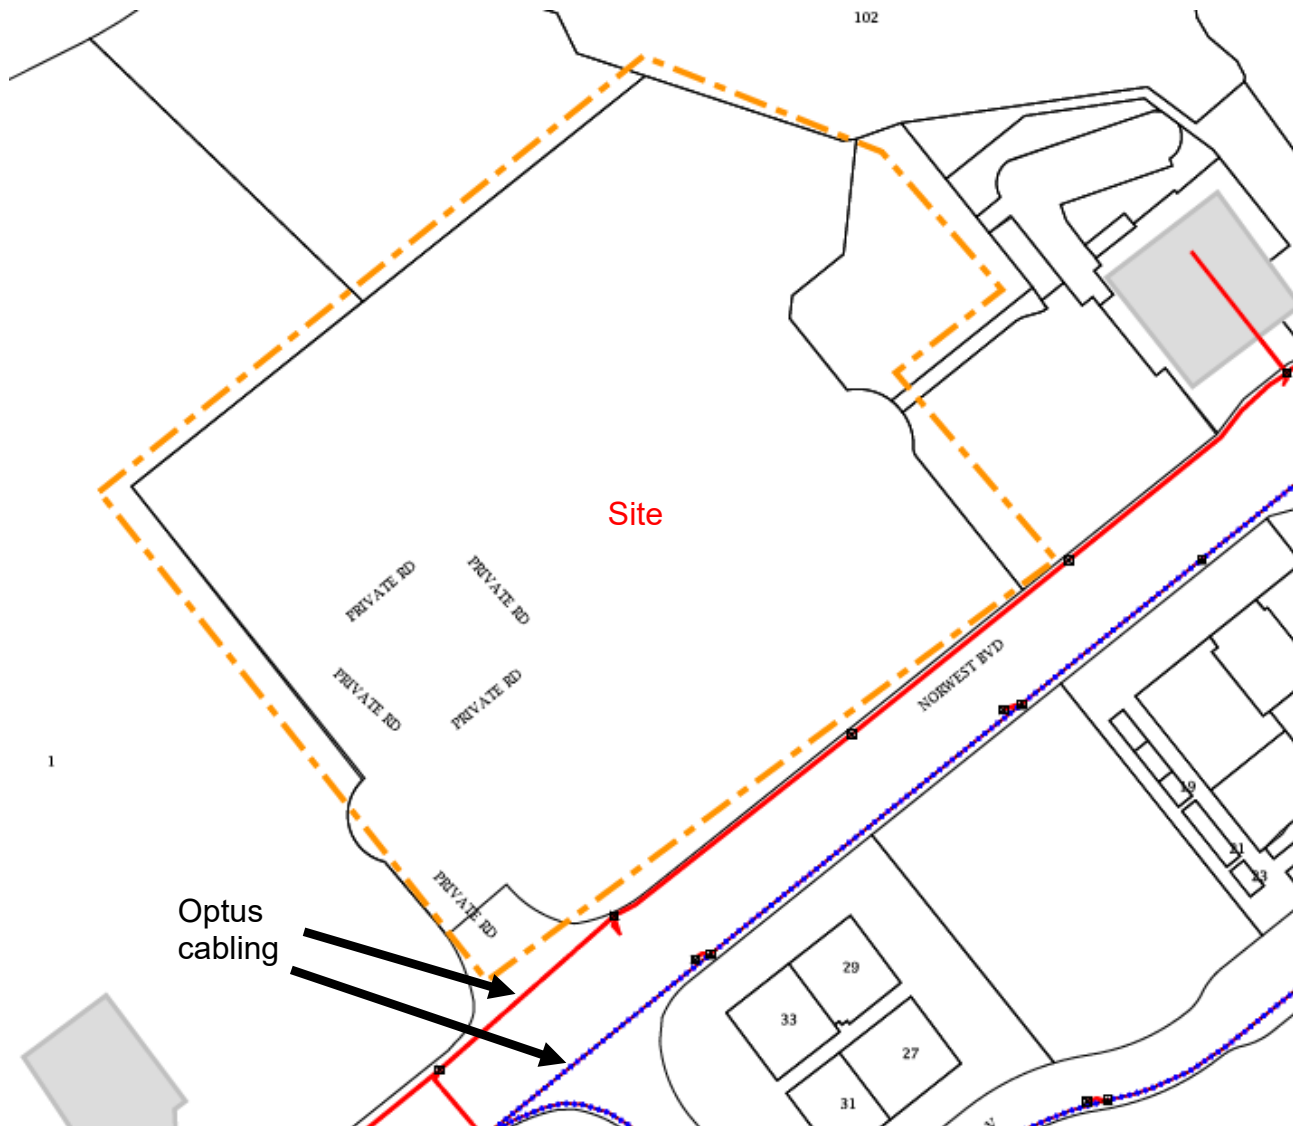 102
Site
PRIVATE RD
PRIVATE RD
PRIVATE RD
PRIVATE RD
NORWEST BVD
1
19
21
23
PRIVATE RD
Optus
cabling
29
33
27
31